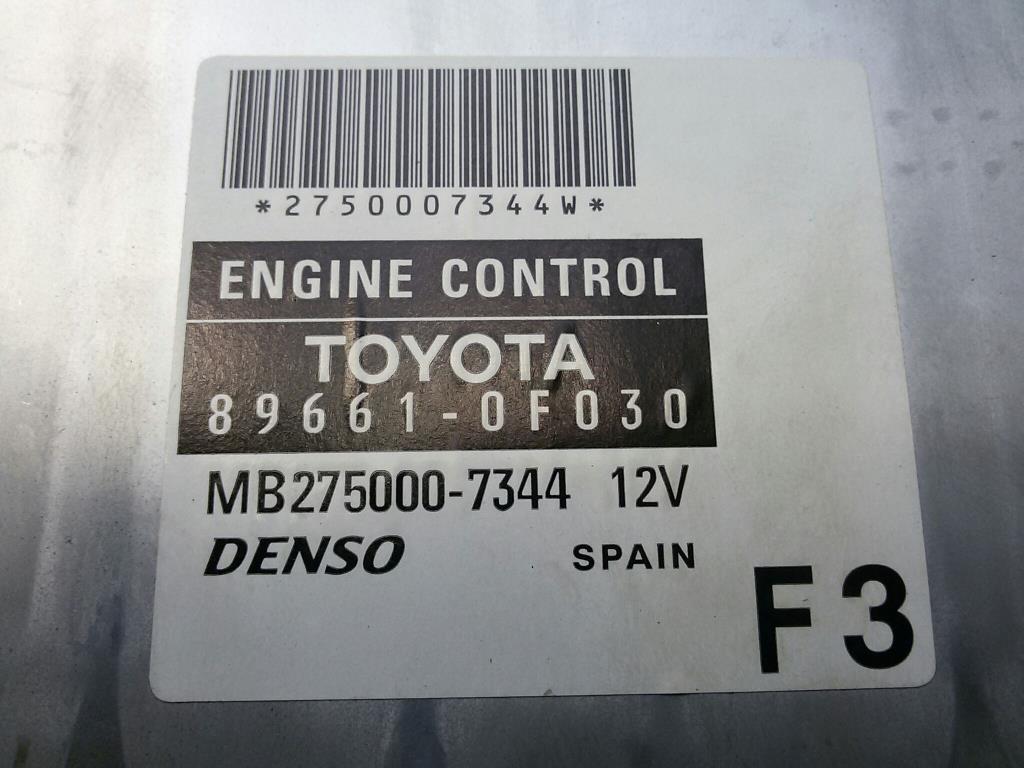 *2750007344W*
ENGINE CONTROL
TOYOTA
89661-0F030
MB275000-7344 12V
DENSO SPAIN
F3